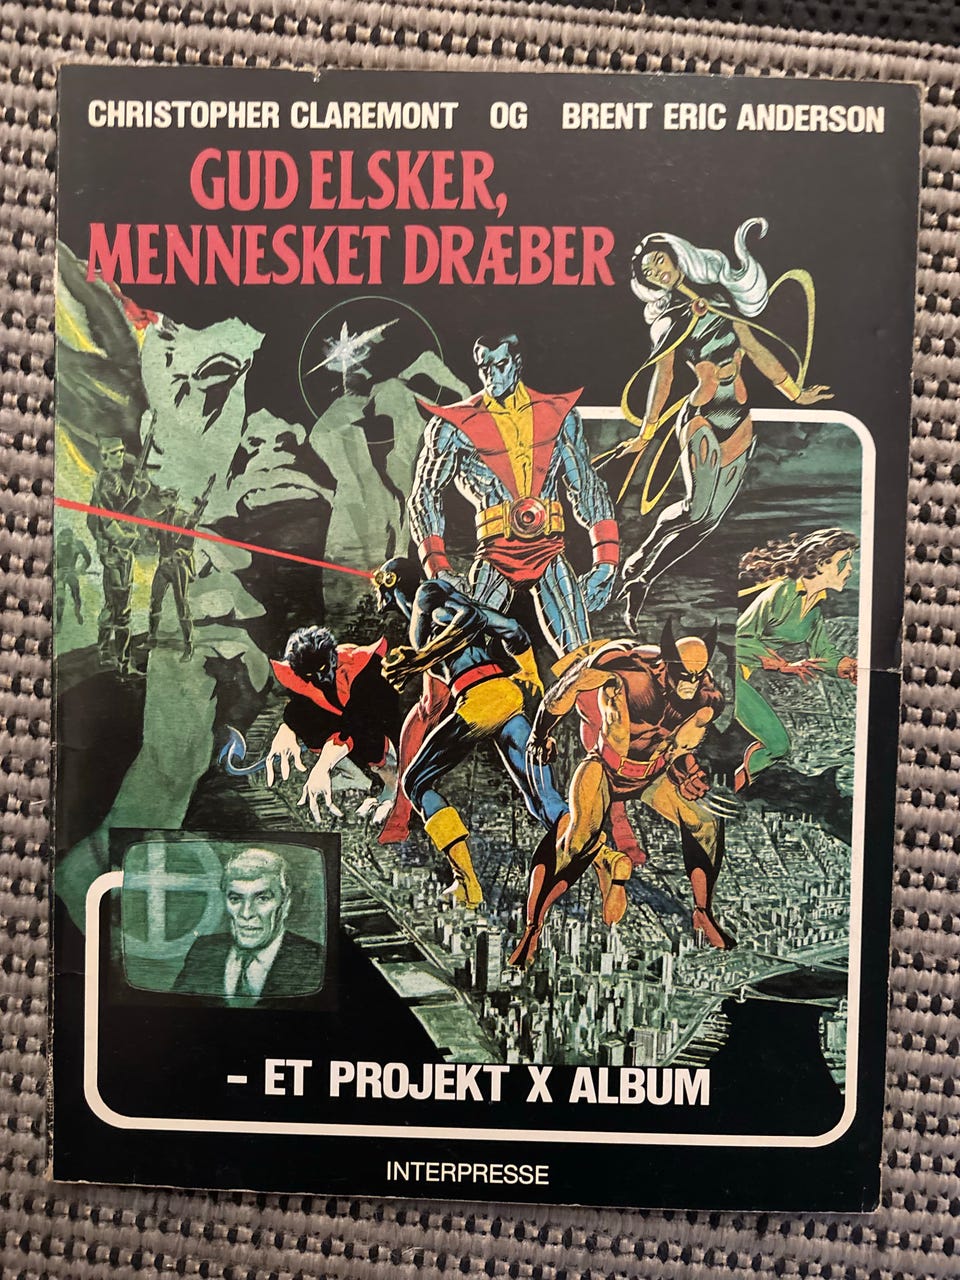 CHRISTOPHER CLAREMONT OG BRENT ERIC ANDERSON
GUD ELSKER,
MENNESKET DRÆBER
- ET PROJEKT X ALBUM
INTERPRESSE